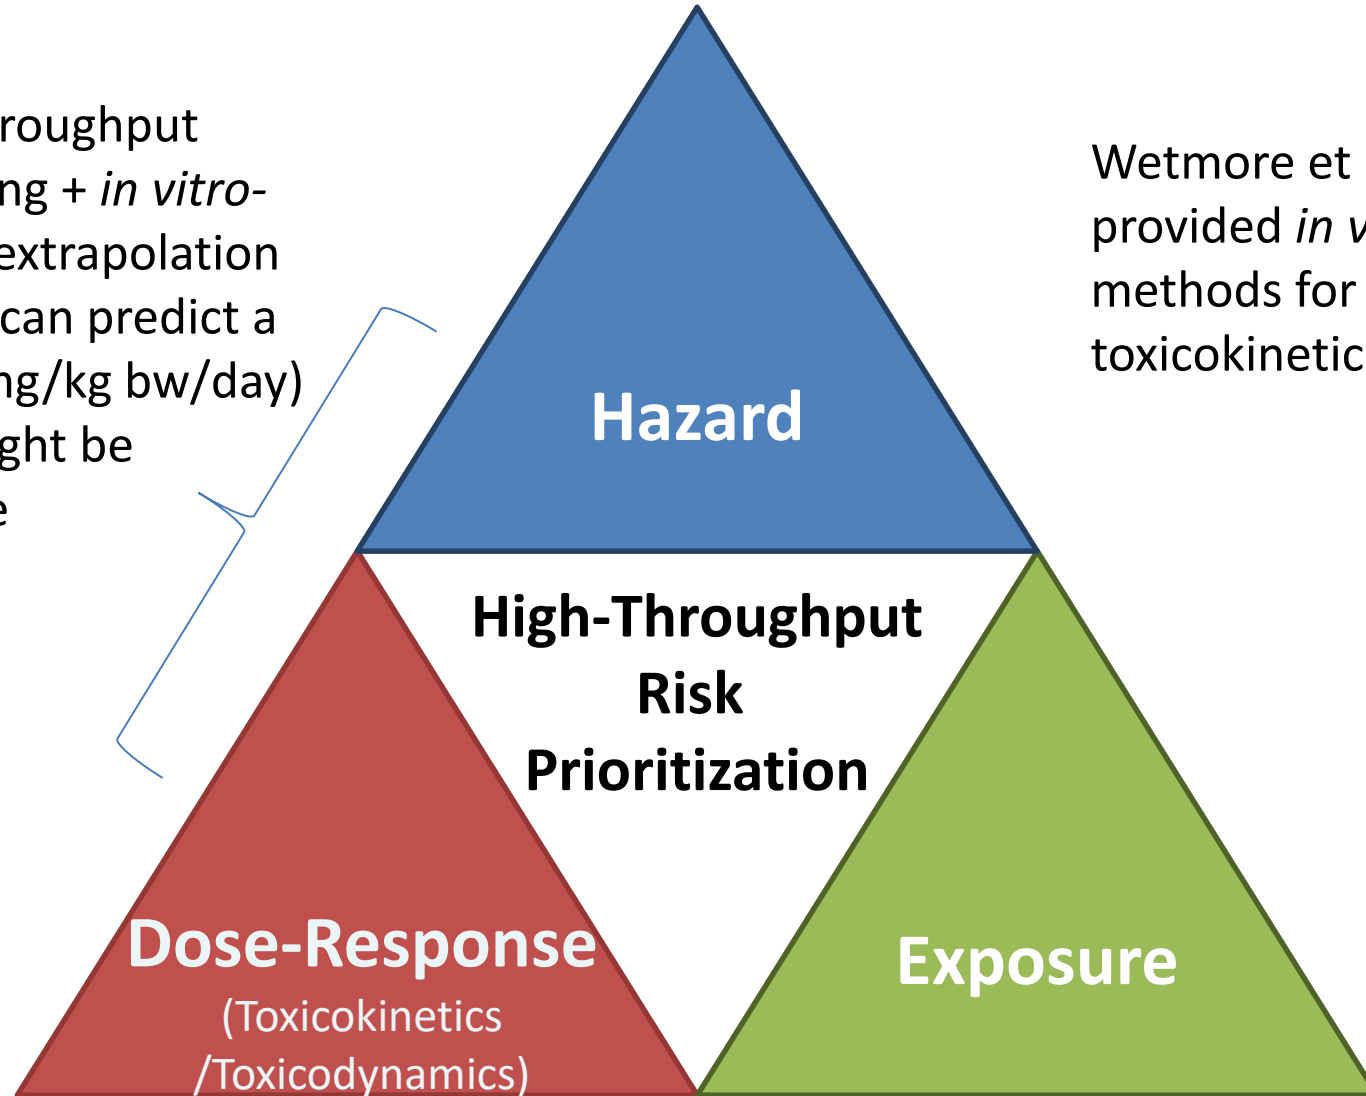 roughput
ng + in vitro-
extrapolation
can predict a
ng/kg bw/day)
ght be
e
Wetmore et
provided in v
methods for
toxicokinetic
Hazard
High-Throughput
Risk
Prioritization
Dose-Response
(Toxicokinetics
/Toxicodynamics)
Exposure